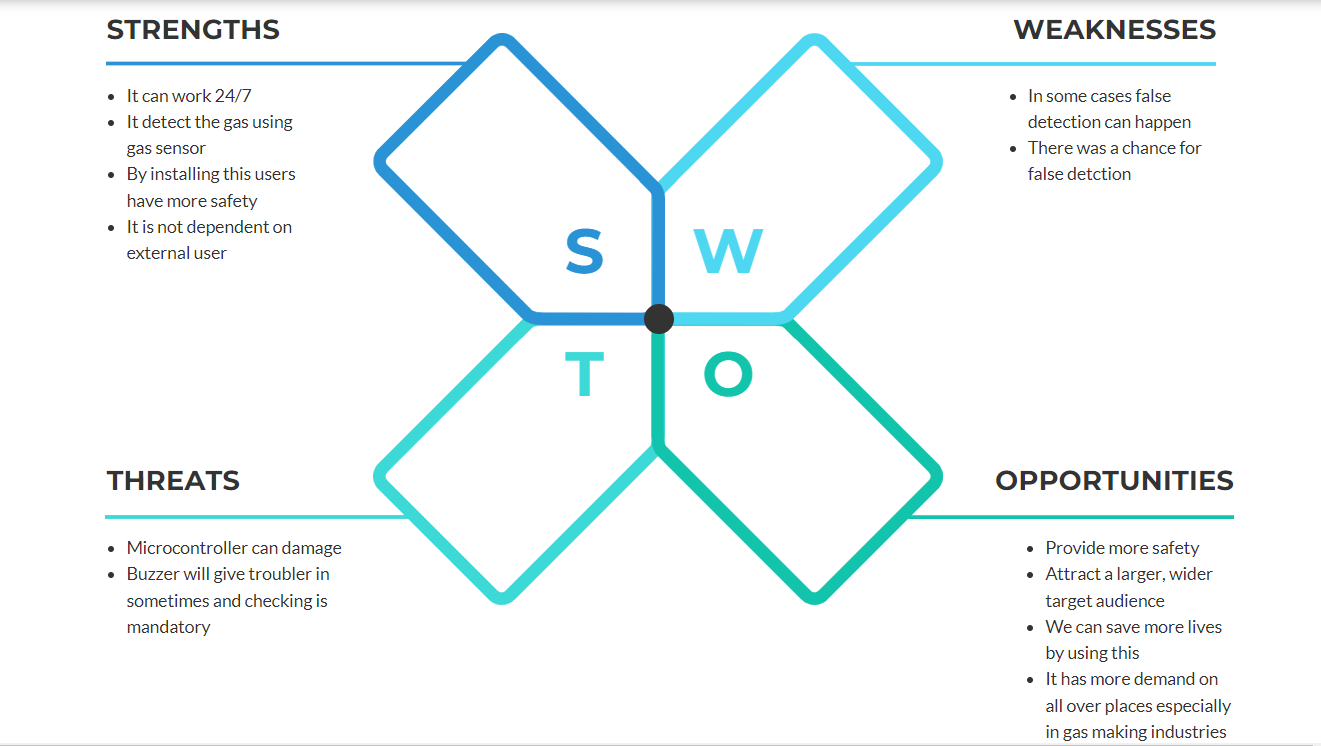 STRENGTHS
• It can work 24/7
• It detect the gas using
gas sensor
• By installing this users
have more safety
• It is not dependent on
external user
WEAKNESSES
• In some cases false
detection can happen
• There was a chance for
false detction
S
W
T
O
THREATS
• Microcontroller can damage
• Buzzer will give troubler in
sometimes and checking is
mandatory
OPPORTUNITIES
• Provide more safety
• Attract a larger, wider
target audience
• We can save more lives
by using this
• It has more demand on
all over places especially
in gas making industries